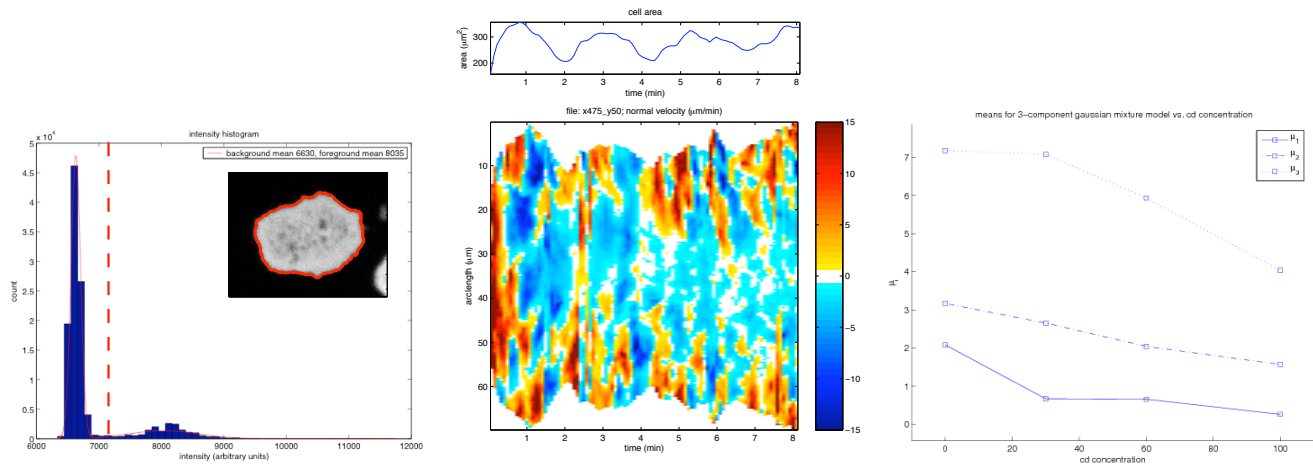 intensity histogram
x 10⁴
5
4.5
4
3.5
3
2.5
2
1.5
1
0.5
0
count
background mean 6630, foreground mean 8035
6000 7000 8000 9000 10000 11000 12000
intensity (arbitrary units)
cell area
area (μm²)
300
200
1 2 3 4 5 6 7 8
time (min)
file: x475_y50; normal velocity (μm/min)
arclength (μm)
10
20
30
40
50
60
1 2 3 4 5 6 7 8
time (min)
15
10
5
0
−5
−10
−15
means for 3−component gaussian mixture model vs. cd concentration
μ₁
μ₂
μ₃
7
6
5
4
3
2
1
0
μᵢ
0 20 40 60 80 100
cd concentration